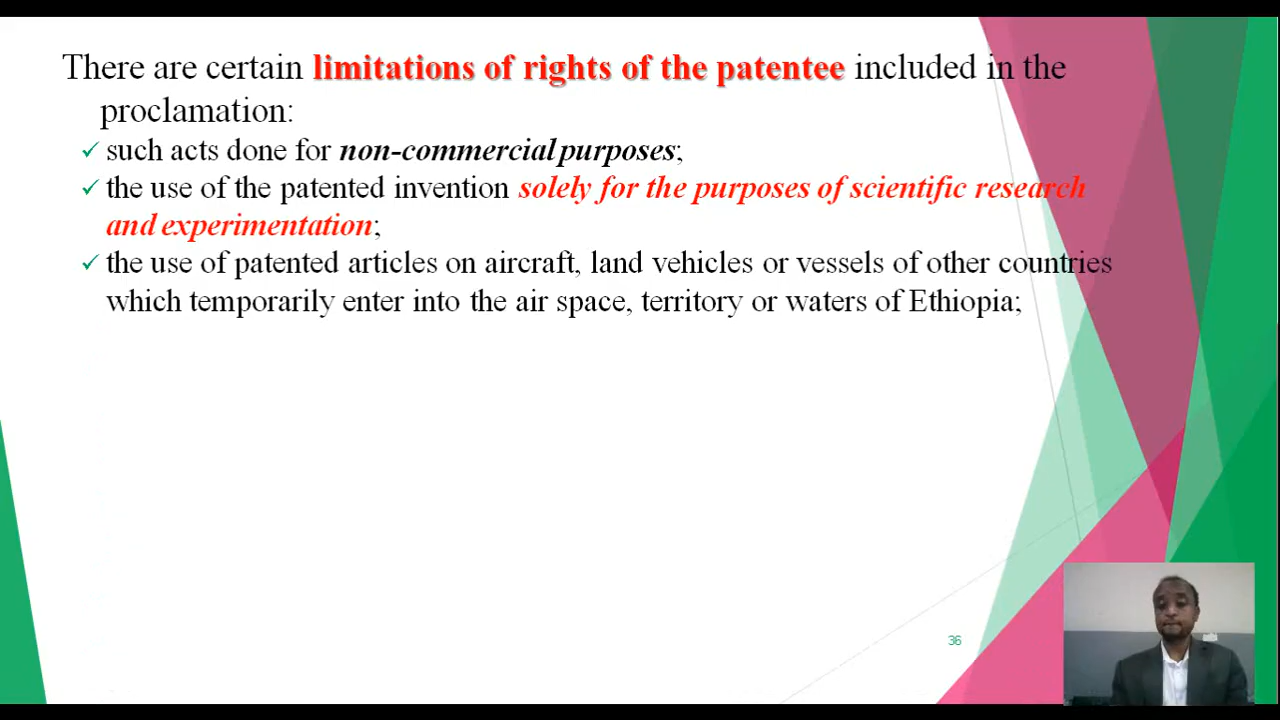 There are certain limitations of rights of the patentee included in the
proclamation:
✓ such acts done for non-commercial purposes;
✓ the use of the patented invention solely for the purposes of scientific research
and experimentation;
✓ the use of patented articles on aircraft, land vehicles or vessels of other countries
which temporarily enter into the air space, territory or waters of Ethiopia;
36